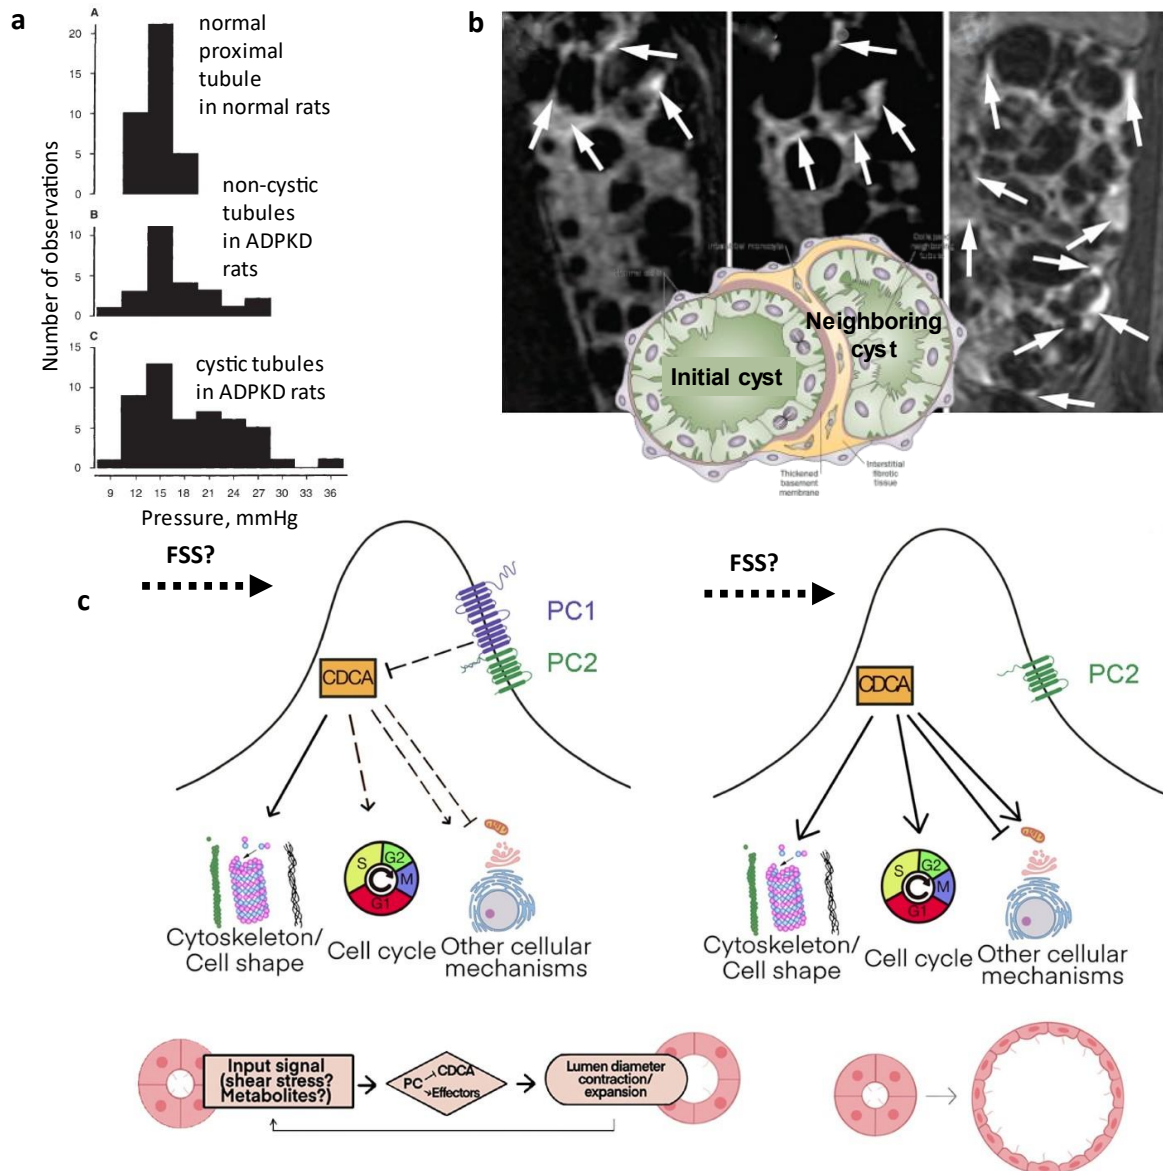 a
A
20
15
10
5
0
normal
proximal
tubule
in normal rats
Number of observations
B
10
5
0
non-cystic
tubules
in ADPKD
rats
C
15
10
5
0
cystic tubules
in ADPKD rats
9 12 15 18 21 24 27 30 33 36
Pressure, mmHg
b
Interstitial monocyte
neighboring
Initial cyst
Neighboring
cyst
Thickened
basement
membrane
Interstitial
fibrotic
tissue
c
FSS?
PC1
PC2
CDCA
S
G2
M
G1
Cytoskeleton/
Cell shape
Cell cycle
Other cellular
mechanisms
FSS?
PC2
CDCA
S
G2
M
G1
Cytoskeleton/
Cell shape
Cell cycle
Other cellular
mechanisms
Input signal
(shear stress?
Metabolites?)
CDCA
PC
Effectors
Lumen diameter
contraction/
expansion